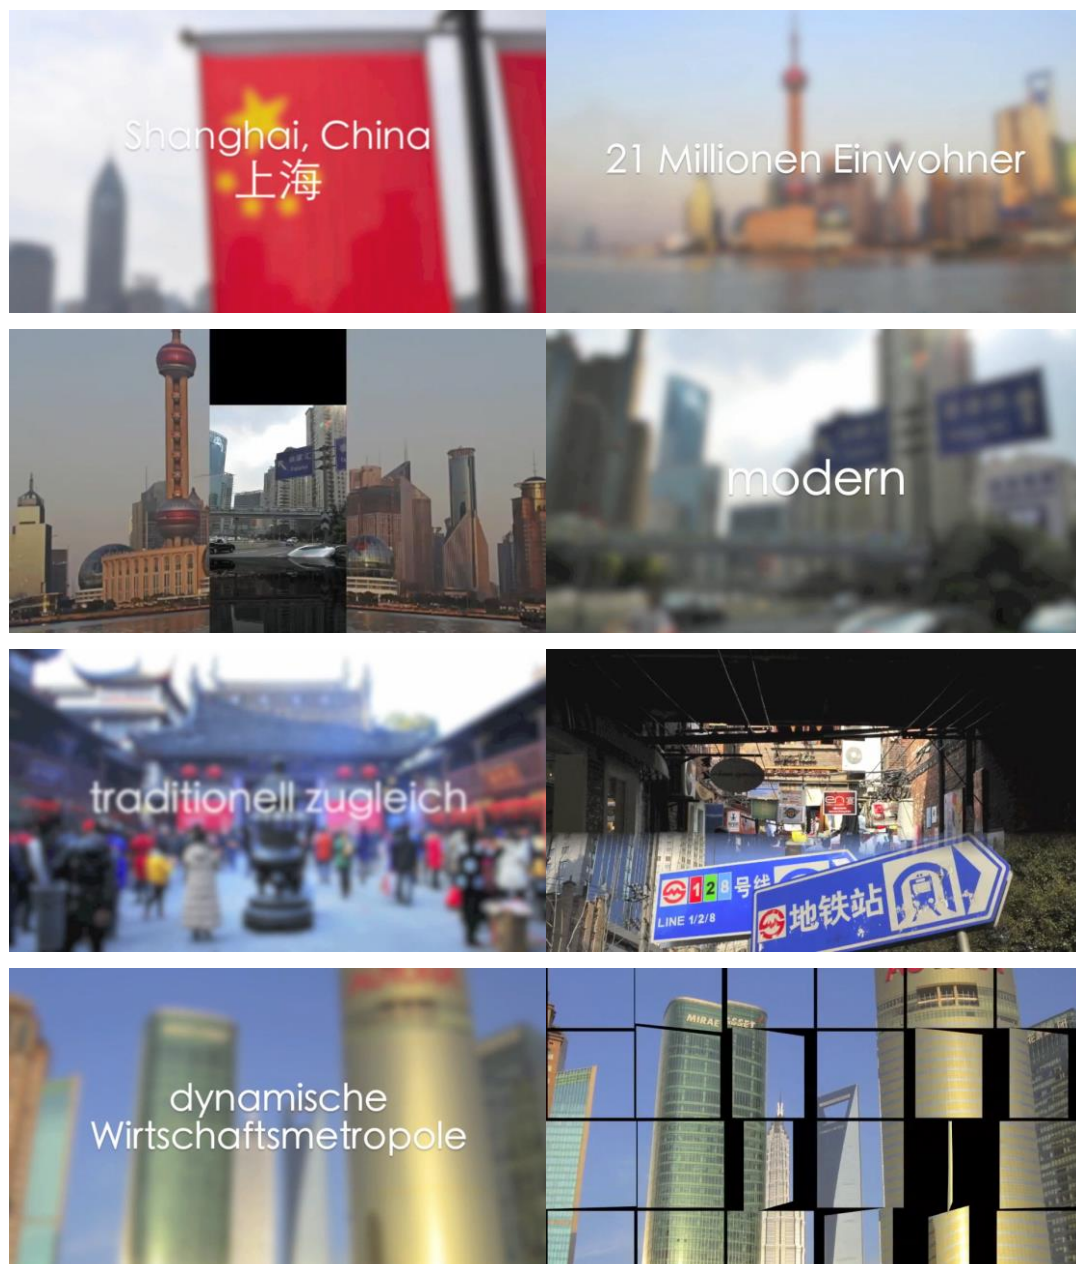 Shanghai, China
上海
21 Millionen Einwohner
modern
traditionell zugleich
1 2 8 号线
LINE 1/2/8
地铁站
dynamische
Wirtschaftsmetropole
MIRAE ASSET